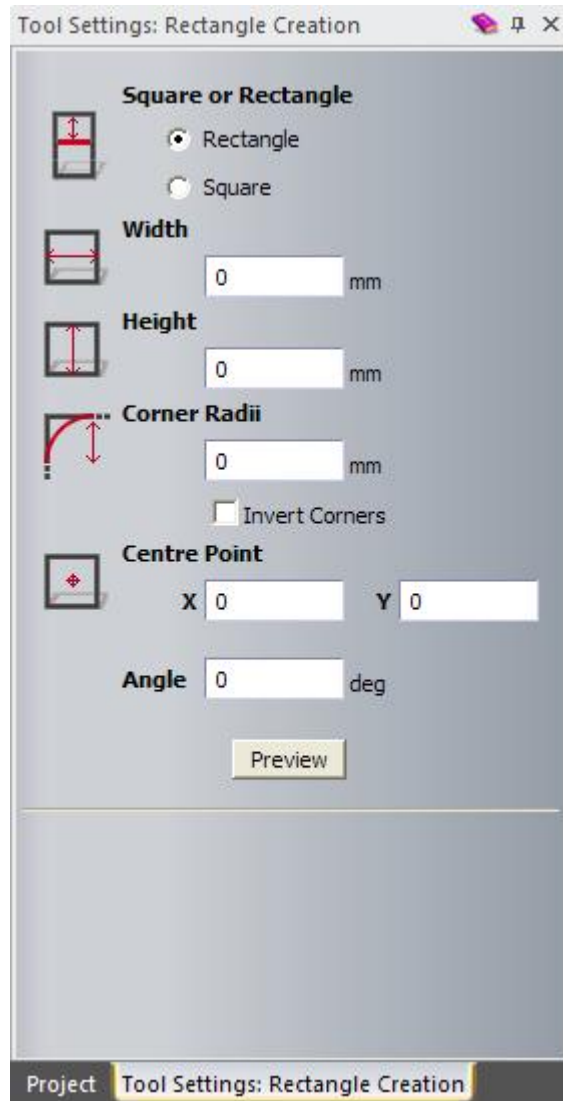 Tool Settings: Rectangle Creation
Square or Rectangle
Rectangle
Square
Width
0 mm
Height
0 mm
Corner Radii
0 mm
Invert Corners
Centre Point
X 0 Y 0
Angle 0 deg
Preview
Project Tool Settings: Rectangle Creation